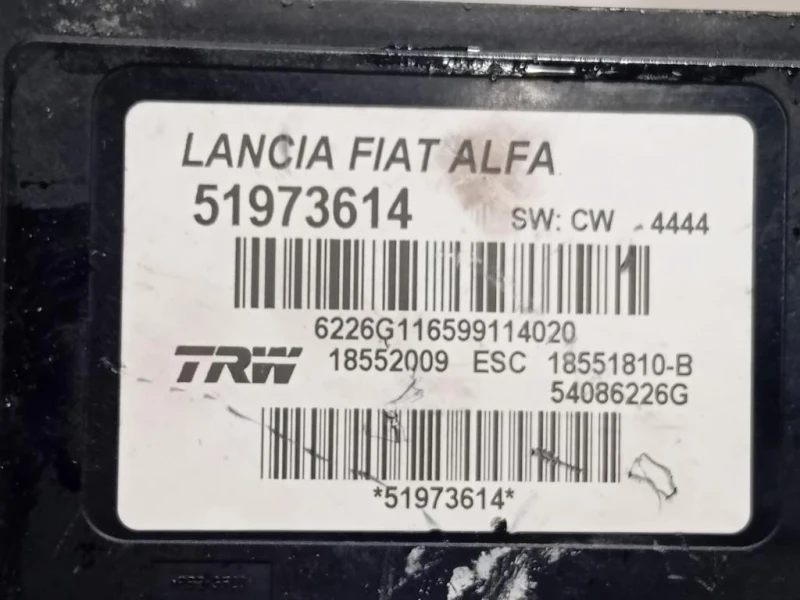 LANCIA FIAT ALFA
51973614 SW: CW - 4444
6226G116599114020
TRW 18552009 ESC 18551810-B
54086226G
*51973614*